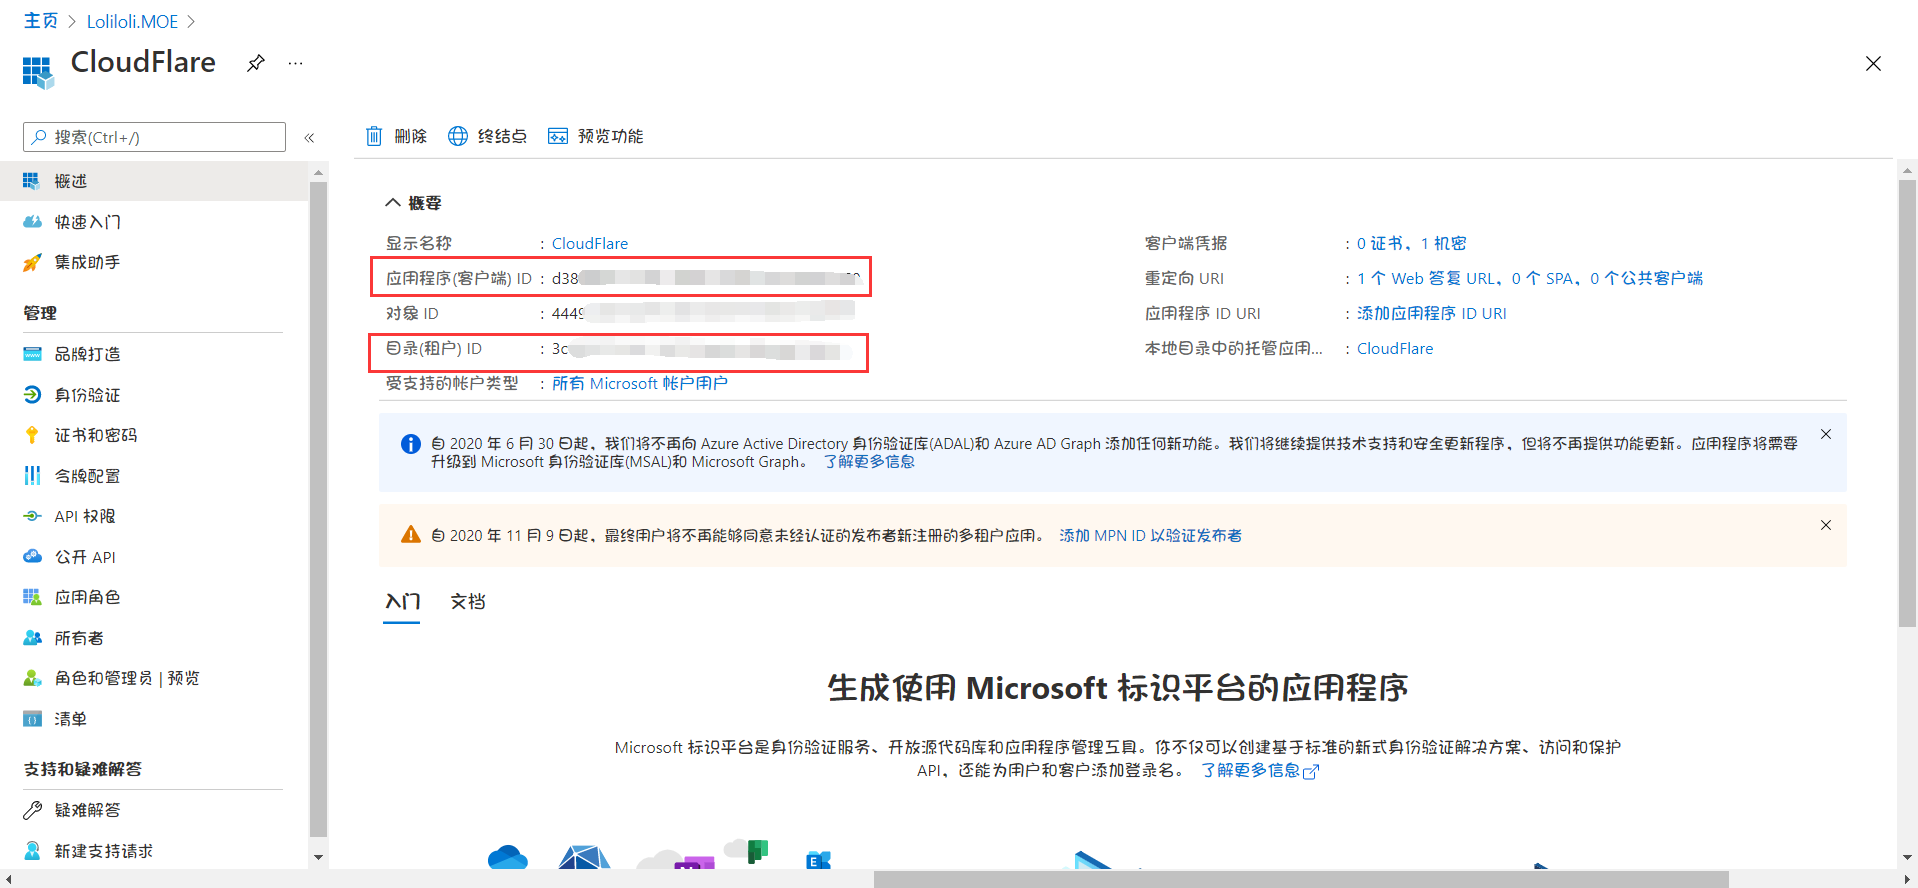 主页 > Loliloli.MOE >
CloudFlare
搜索(Ctrl+/)
概述
快速入门
集成助手
管理
品牌打造
身份验证
证书和密码
令牌配置
API 权限
公开 API
应用角色
所有者
角色和管理员 | 预览
清单
支持和疑难解答
疑难解答
新建支持请求
删除 终结点 预览功能
概要
显示名称 : CloudFlare
应用程序(客户端) ID : d38
对象 ID : 4449
目录(租户) ID : 3c
受支持的帐户类型 : 所有 Microsoft 帐户用户
客户端凭据 : 0 证书，1 机密
重定向 URI : 1 个 Web 答复 URL，0 个 SPA，0 个公共客户端
应用程序 ID URI : 添加应用程序 ID URI
本地目录中的托管应用... : CloudFlare
自 2020 年 6 月 30 日起，我们将不再向 Azure Active Directory 身份验证库(ADAL)和 Azure AD Graph 添加任何新功能。我们将继续提供技术支持和安全更新程序，但将不再提供功能更新。应用程序将需要
升级到 Microsoft 身份验证库(MSAL)和 Microsoft Graph。 了解更多信息
自 2020 年 11 月 9 日起，最终用户将不再能够同意未经认证的发布者新注册的多租户应用。 添加 MPN ID 以验证发布者
入门 文档
生成使用 Microsoft 标识平台的应用程序
Microsoft 标识平台是身份验证服务、开放源代码库和应用程序管理工具。你不仅可以创建基于标准的新式身份验证解决方案、访问和保护
API，还能为用户和客户添加登录名。 了解更多信息